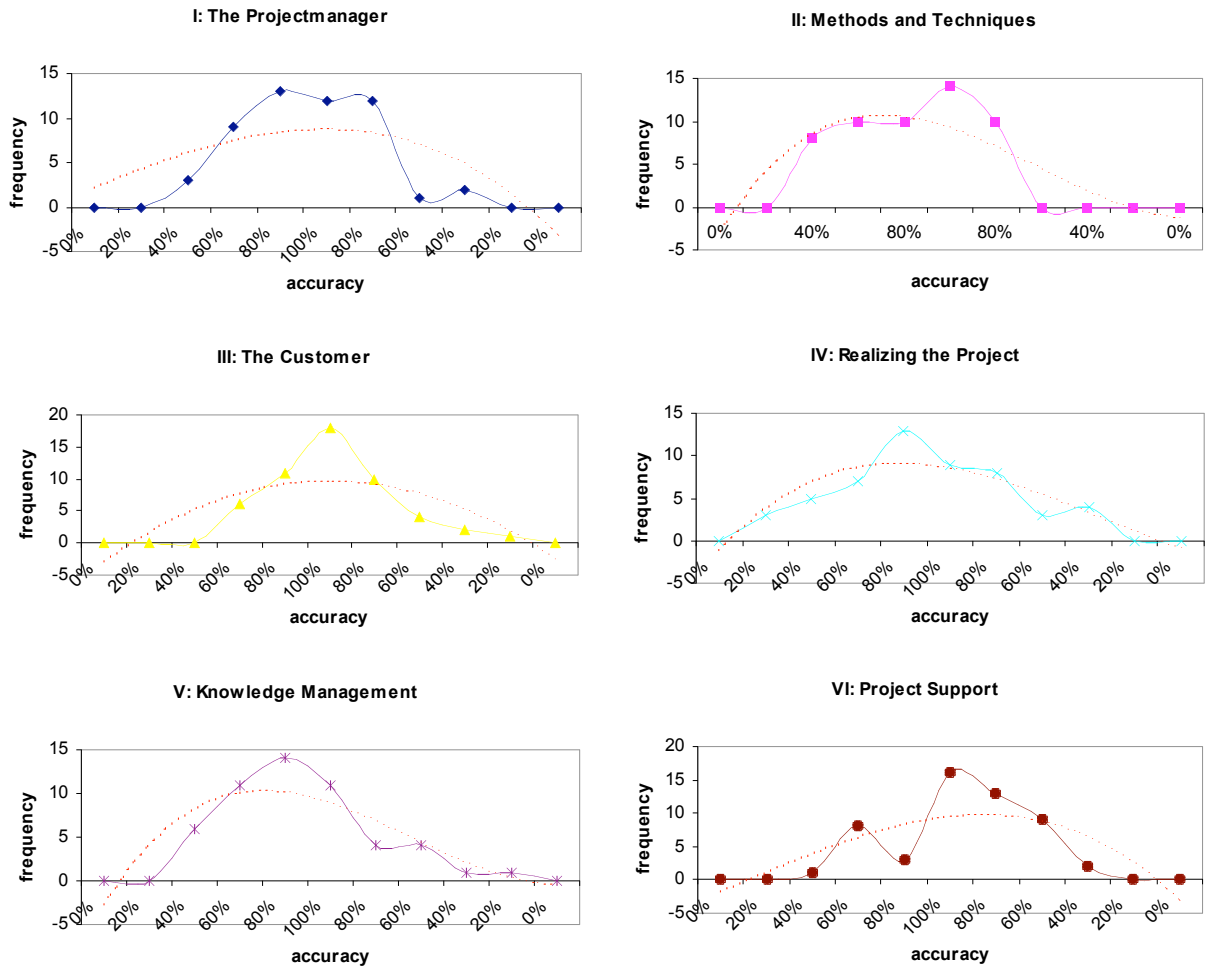 I: The Projectmanager
15
10
5
0
-5
frequency
0% 20% 40% 60% 80% 100% 80% 60% 40% 20% 0%
accuracy
II: Methods and Techniques
15
10
5
0
-5
frequency
0% 40% 80% 80% 40% 0%
accuracy
III: The Customer
20
15
10
5
0
-5
frequency
0% 20% 40% 60% 80% 100% 80% 60% 40% 20% 0%
accuracy
IV: Realizing the Project
15
10
5
0
-5
frequency
0% 20% 40% 60% 80% 100% 80% 60% 40% 20% 0%
accuracy
V: Knowledge Management
15
10
5
0
-5
frequency
0% 20% 40% 60% 80% 100% 80% 60% 40% 20% 0%
accuracy
VI: Project Support
20
15
10
5
0
-5
frequency
0% 20% 40% 60% 80% 100% 80% 60% 40% 20% 0%
accuracy